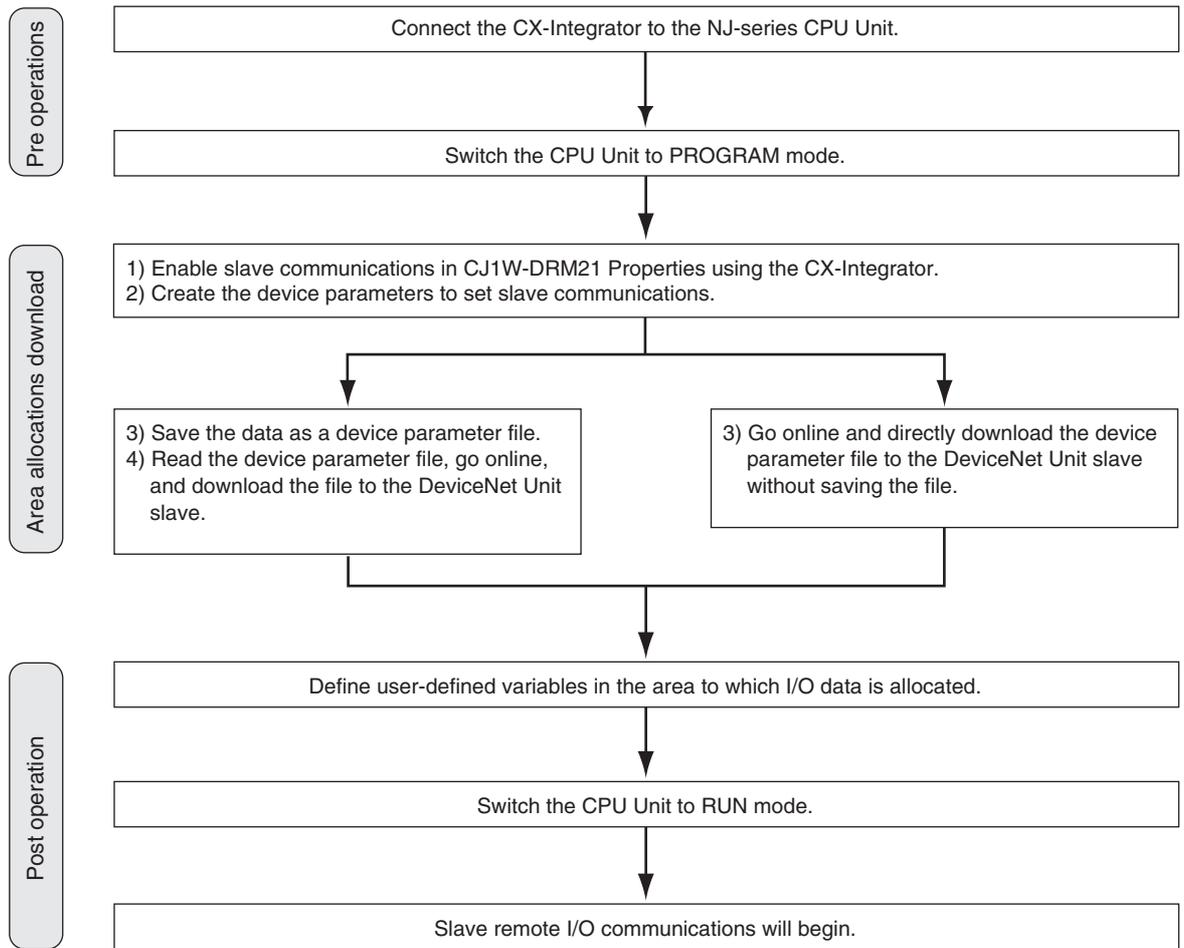 Pre operations
Connect the CX-Integrator to the NJ-series CPU Unit.
Switch the CPU Unit to PROGRAM mode.
Area allocations download
1) Enable slave communications in CJ1W-DRM21 Properties using the CX-Integrator.
2) Create the device parameters to set slave communications.
3) Save the data as a device parameter file.
4) Read the device parameter file, go online,
and download the file to the DeviceNet Unit
slave.
3) Go online and directly download the device
parameter file to the DeviceNet Unit slave
without saving the file.
Post operation
Define user-defined variables in the area to which I/O data is allocated.
Switch the CPU Unit to RUN mode.
Slave remote I/O communications will begin.